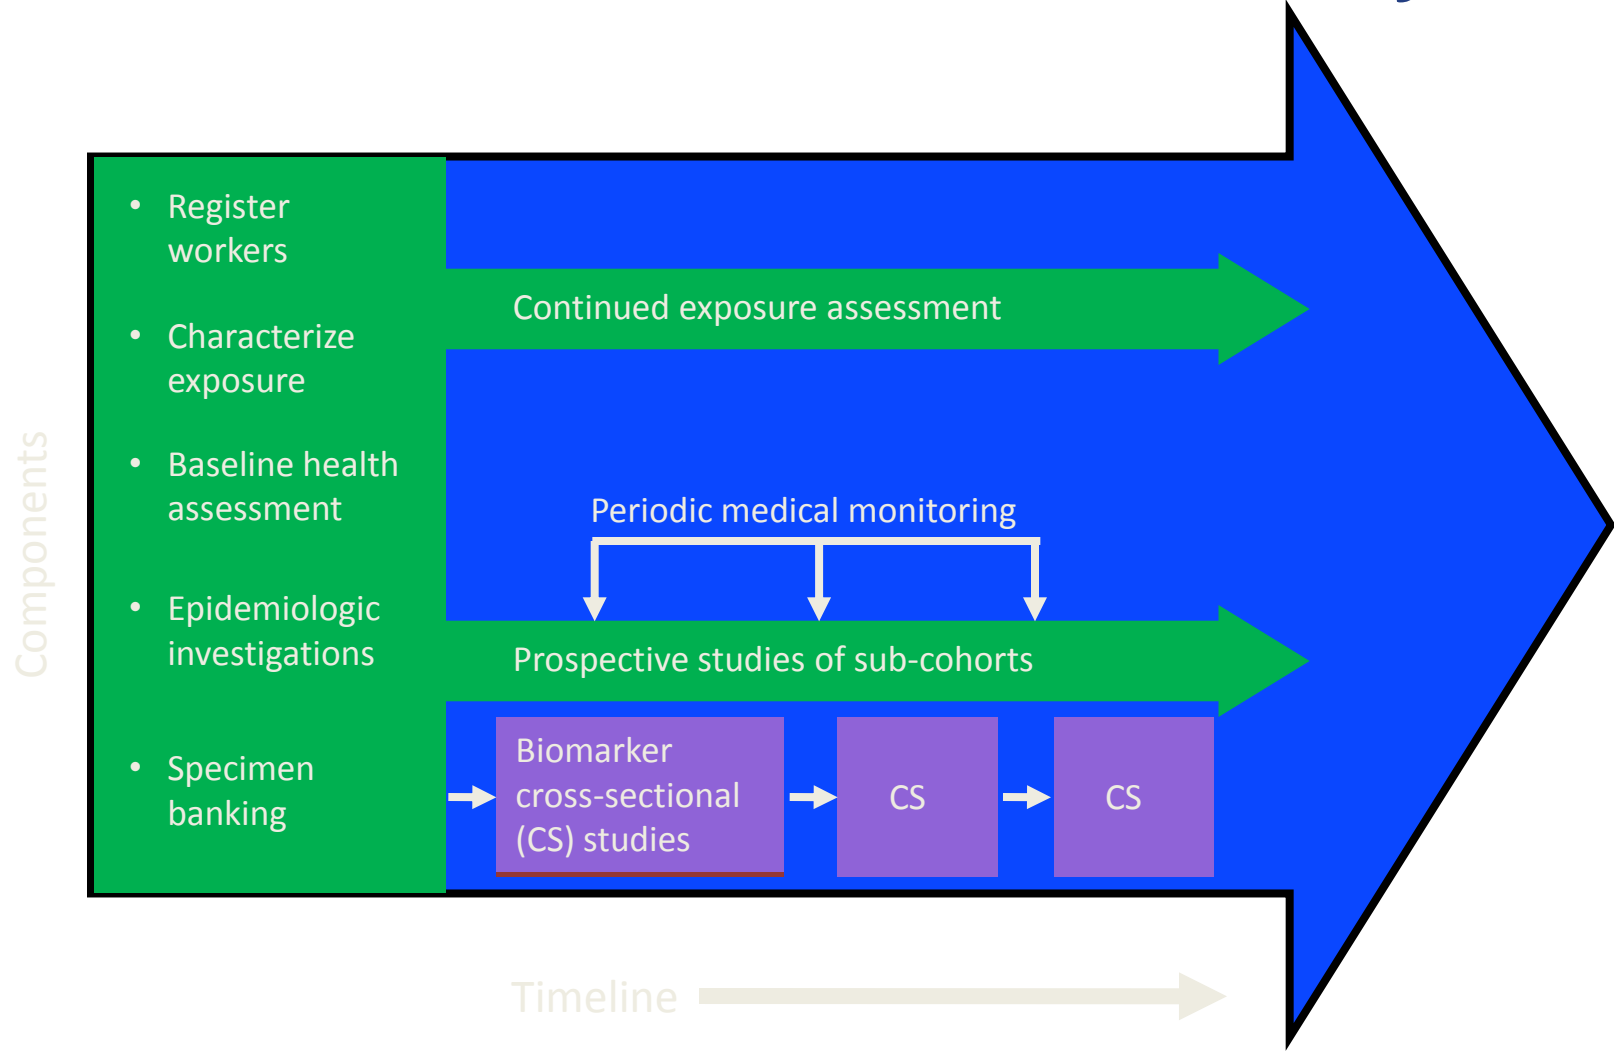 • Register
workers
• Characterize
exposure
• Baseline health
assessment
• Epidemiologic
investigations
• Specimen
banking
Continued exposure assessment
Periodic medical monitoring
Prospective studies of sub-cohorts
Biomarker
cross-sectional
(CS) studies
CS
CS
Components
Timeline